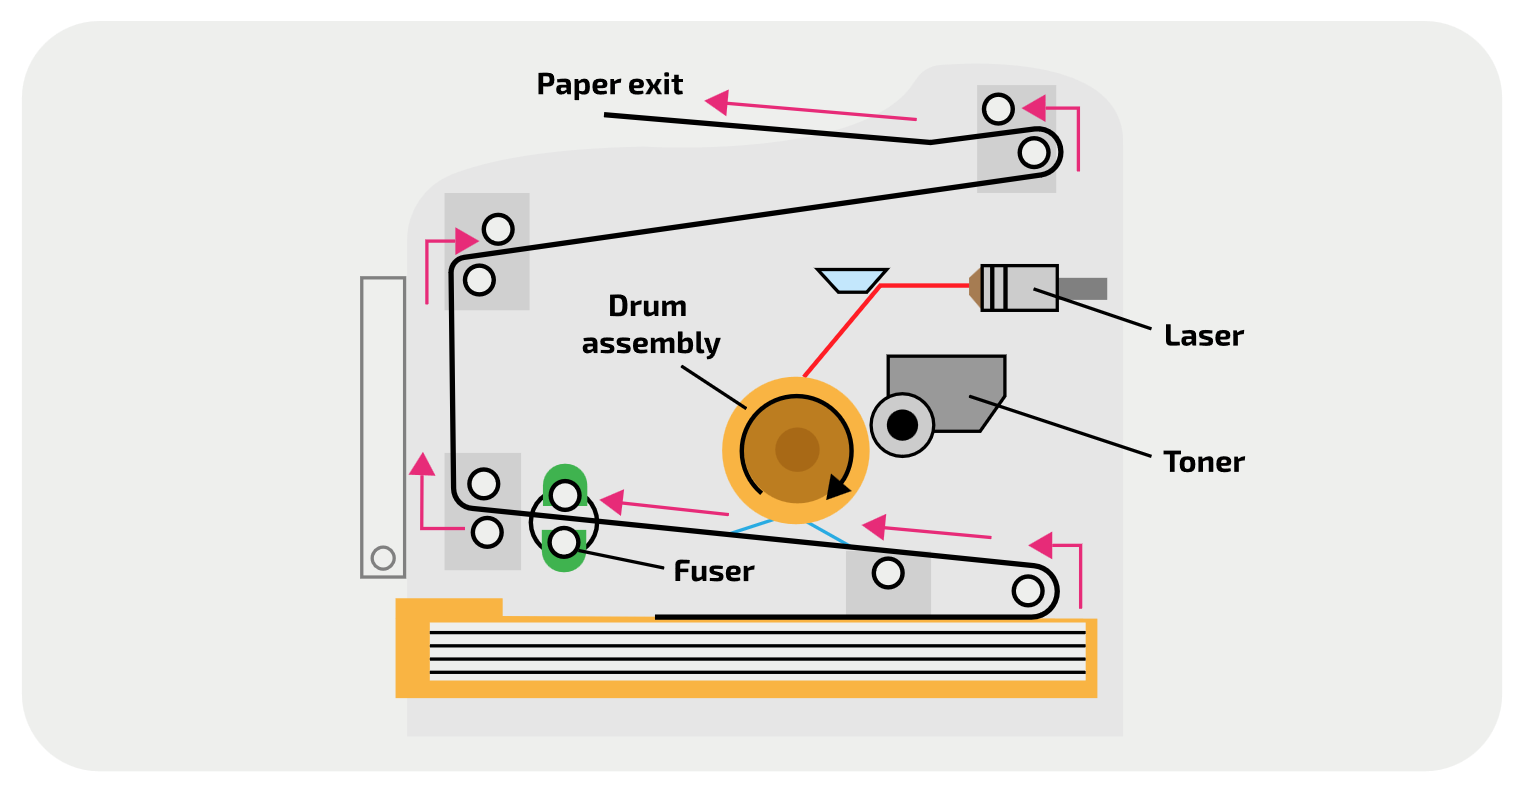 Paper exit
Drum
assembly
Laser
Toner
Fuser